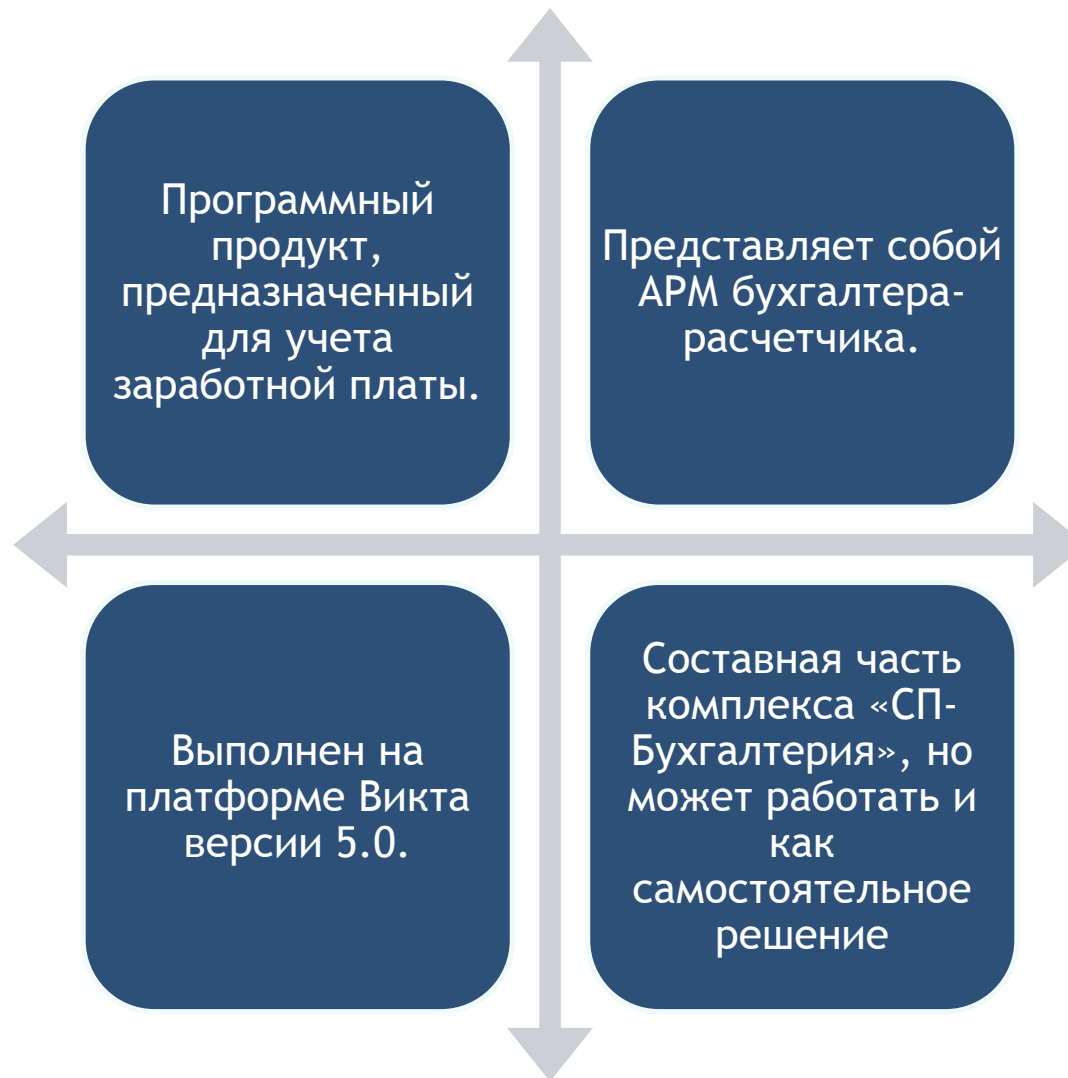 Программный
продукт,
предназначенный
для учета
заработной платы.
Представляет собой
АРМ бухгалтера-
расчетчика.
Выполнен на
платформе Викта
версии 5.0.
Составная часть
комплекса «СП-
Бухгалтерия», но
может работать и
как
самостоятельное
решение